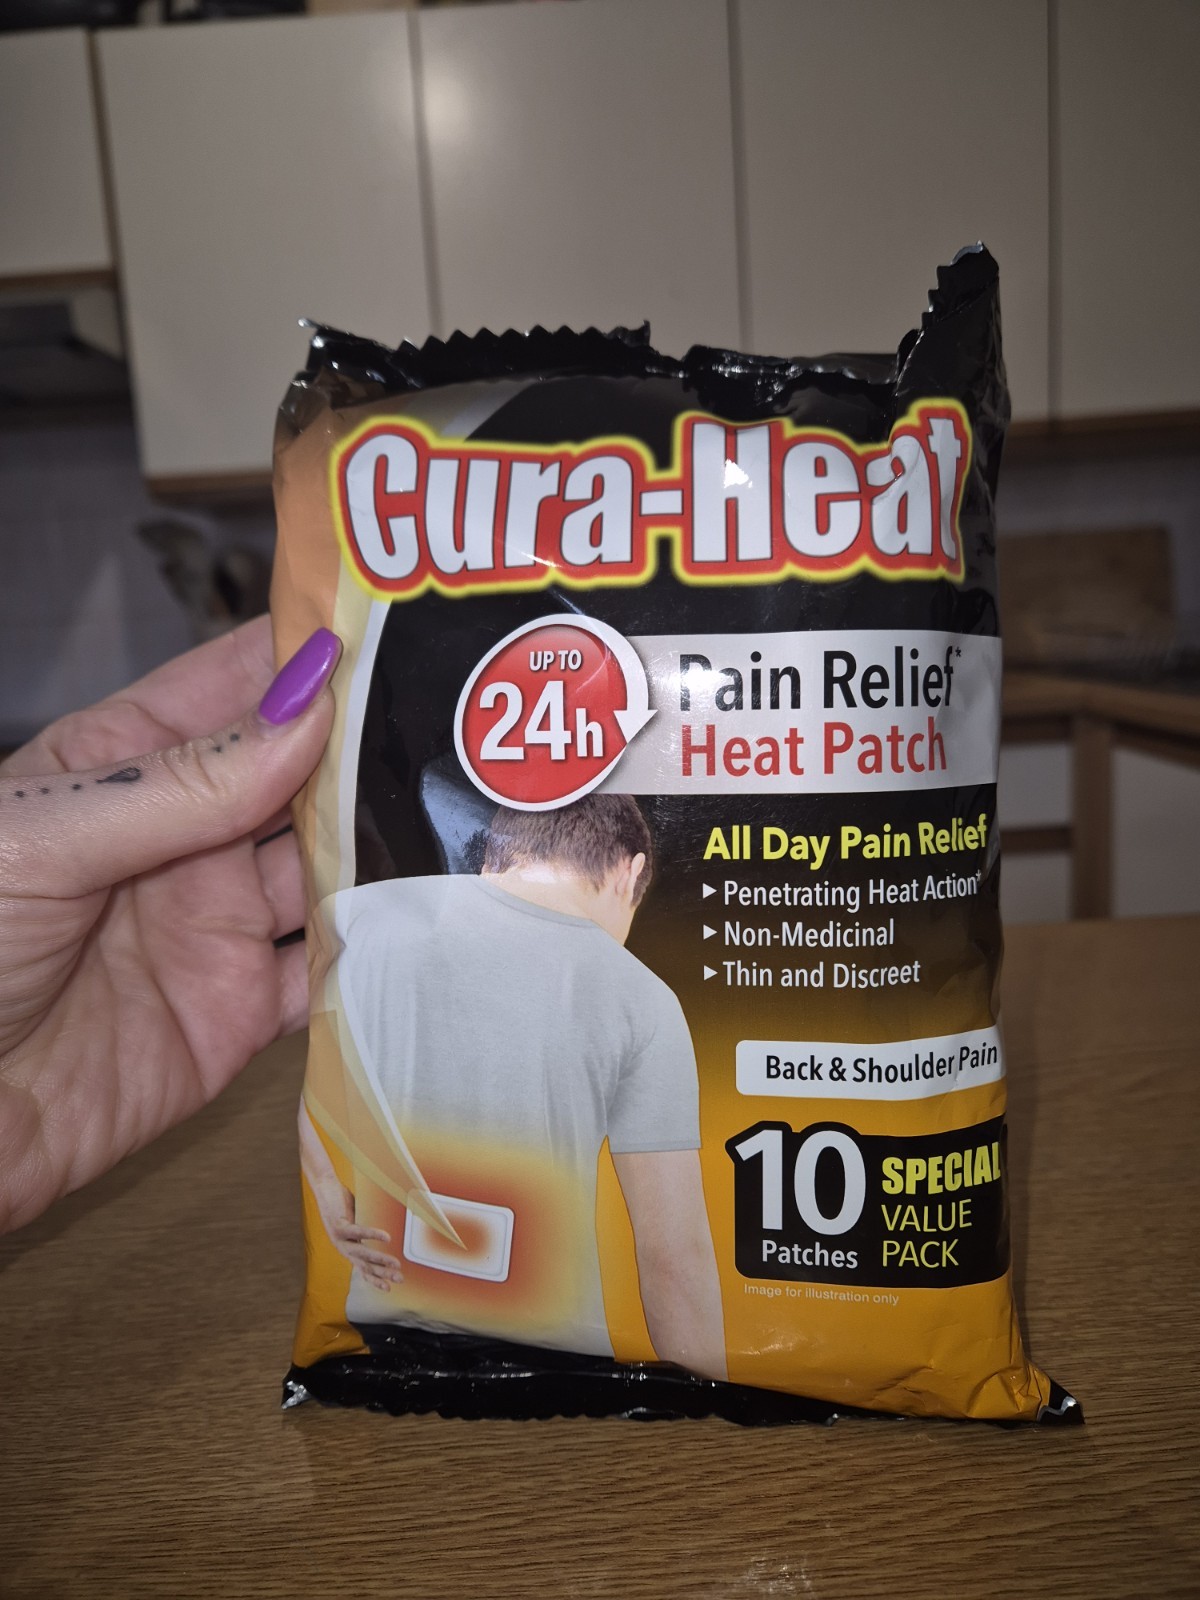 Cura-Heat
UP TO
24h
Pain Relief*
Heat Patch
All Day Pain Relief
▸ Penetrating Heat Action*
▸ Non-Medicinal
▸ Thin and Discreet
Back & Shoulder Pain
10
Patches
SPECIAL
VALUE
PACK
Image for illustration only